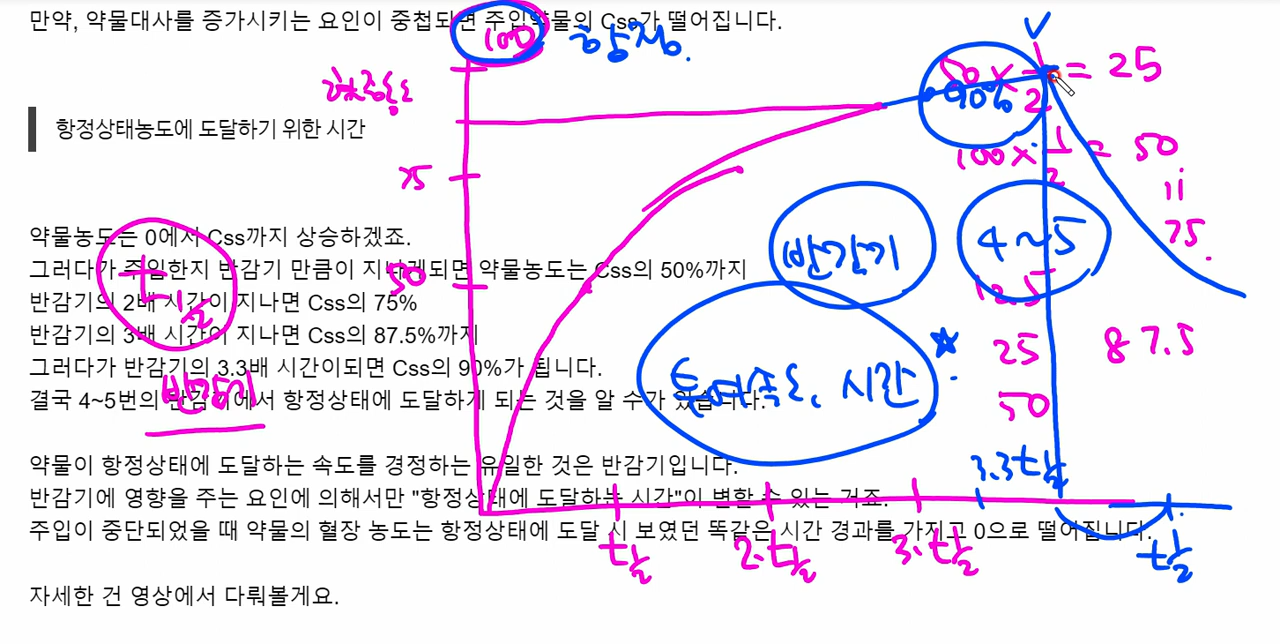 만약, 약물대사를 증가시키는 요인이 중첩되면 주입약물의 Css가 떨어집니다.
100 항정.
50 × 1/2 = 25
90%
항정상태농도에 도달하기 위한 시간
100 × 1/2 = 50
75
75.
약물농도는 0에서 Css까지 상승하겠죠.
반감기 4~5
그러다가 주입한지 반감기 만큼이 지나게되면 약물농도는 Css의 50%까지
t½
50
12.5
반감기의 2배 시간이 지나면 Css의 75%
반감기의 3배 시간이 지나면 Css의 87.5%까지
25 87.5
그러다가 반감기의 3.3배 시간이되면 Css의 90%가 됩니다.
반감기
투여속도, 시간
결국 4~5번의 반감기에서 항정상태에 도달하게 되는 것을 알 수가 있습니다.
50
약물이 항정상태에 도달하는 속도를 경정하는 유일한 것은 반감기입니다.
3.3t½
반감기에 영향을 주는 요인에 의해서만 "항정상태에 도달하는 시간"이 변할 수 있는 거죠.
주입이 중단되었을 때 약물의 혈장 농도는 항정상태에 도달 시 보였던 똑같은 시간 경과를 가지고 0으로 떨어집니다.
t½ 2·t½ 3·t½ t½
자세한 건 영상에서 다뤄볼게요.